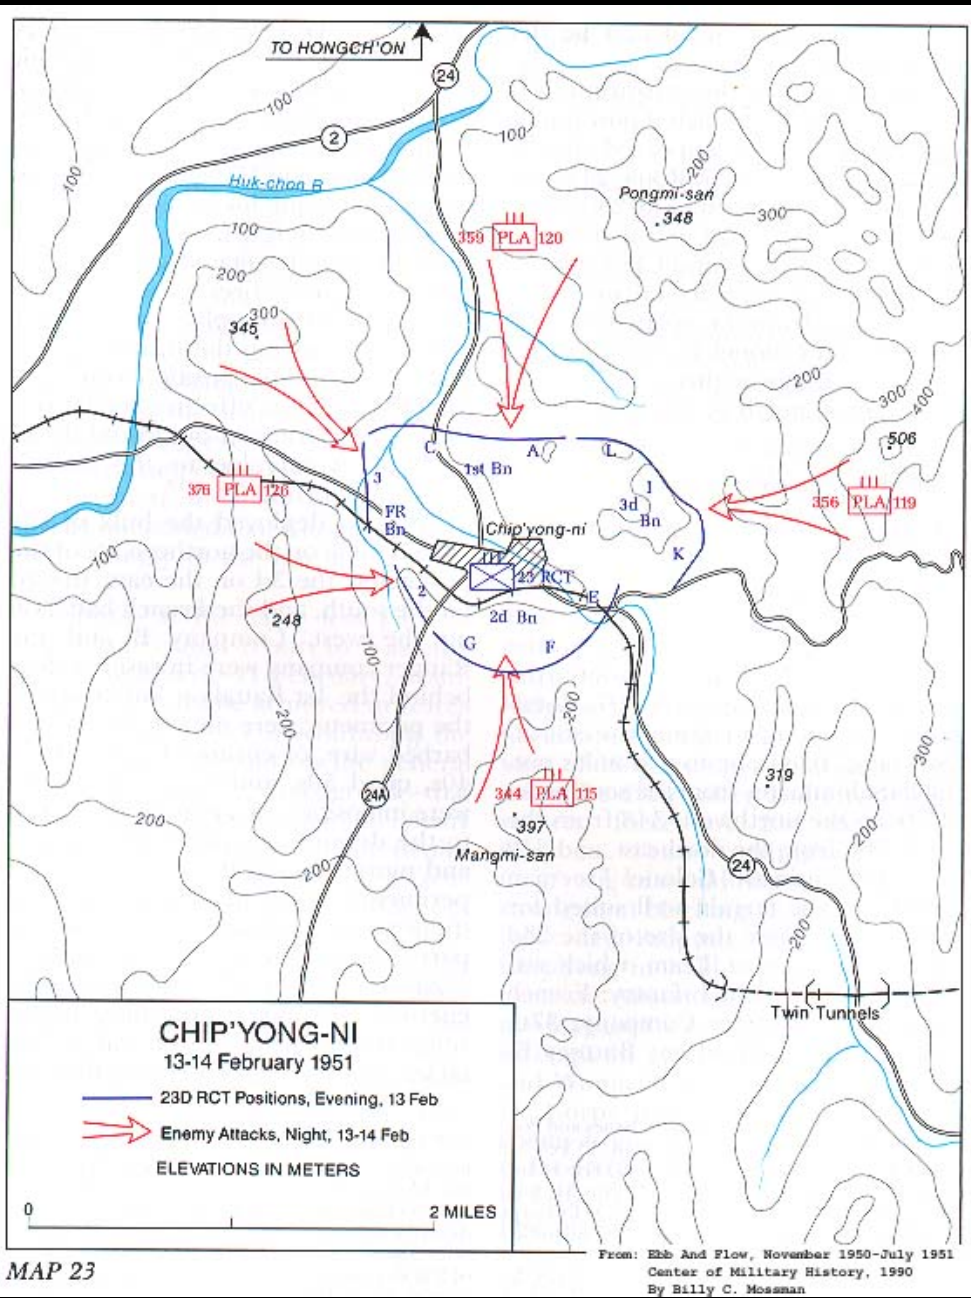 TO HONGCH'ON
24
100
2
100
200
100
Huk-chon R
Pongmi-san
348
300
359 PLA 120
100
200
300
345
200
300
400
506
C
A
L
1st Bn
3
I
3d
Bn
K
376 PLA 126
356 PLA 119
FR
Bn
Chip'yong-ni
100
23 RCT
2
E
2d Bn
G
F
248
100
200
200
300
319
24A
344 PLA 115
397
Mangmi-san
200
200
24
200
200
Twin Tunnels
CHIP'YONG-NI
13-14 February 1951
23D RCT Positions, Evening, 13 Feb
Enemy Attacks, Night, 13-14 Feb
ELEVATIONS IN METERS
0
2 MILES
MAP 23
From: Ebb And Flow, November 1950-July 1951
Center of Military History, 1990
By Billy C. Mossman